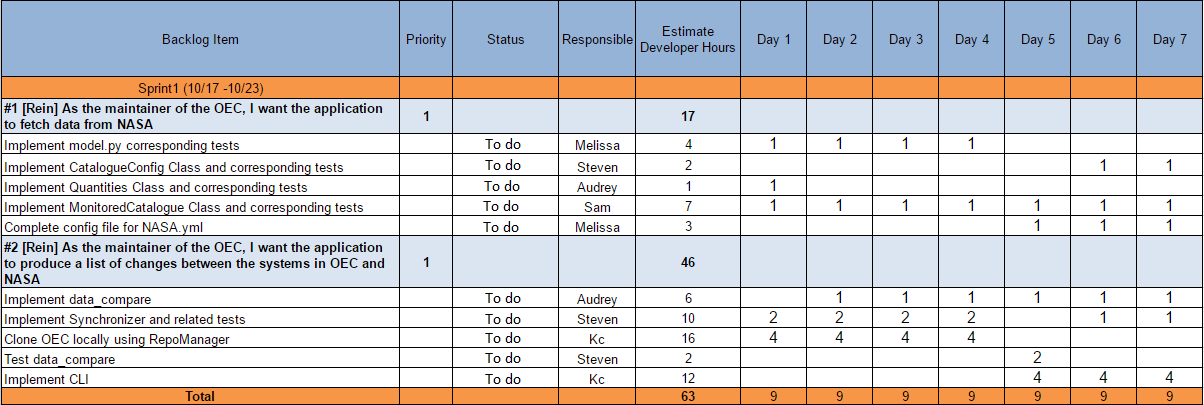 Backlog Item Priority Status Responsible Estimate Developer Hours Day 1 Day 2 Day 3 Day 4 Day 5 Day 6 Day 7
Sprint1 (10/17 -10/23)
#1 [Rein] As the maintainer of the OEC, I want the application
to fetch data from NASA 1 17
Implement model.py corresponding tests To do Melissa 4 1 1 1 1
Implement CatalogueConfig Class and corresponding tests To do Steven 2 1 1
Implement Quantities Class and corresponding tests To do Audrey 1 1
Implement MonitoredCatalogue Class and corresponding tests To do Sam 7 1 1 1 1 1 1 1
Complete config file for NASA.yml To do Melissa 3 1 1 1
#2 [Rein] As the maintainer of the OEC, I want the application
to produce a list of changes between the systems in OEC and
NASA 1 46
Implement data_compare To do Audrey 6 1 1 1 1 1 1
Implement Synchronizer and related tests To do Steven 10 2 2 2 2 1 1
Clone OEC locally using RepoManager To do Kc 16 4 4 4 4
Test data_compare To do Steven 2 2
Implement CLI To do Kc 12 4 4 4
Total 63 9 9 9 9 9 9 9